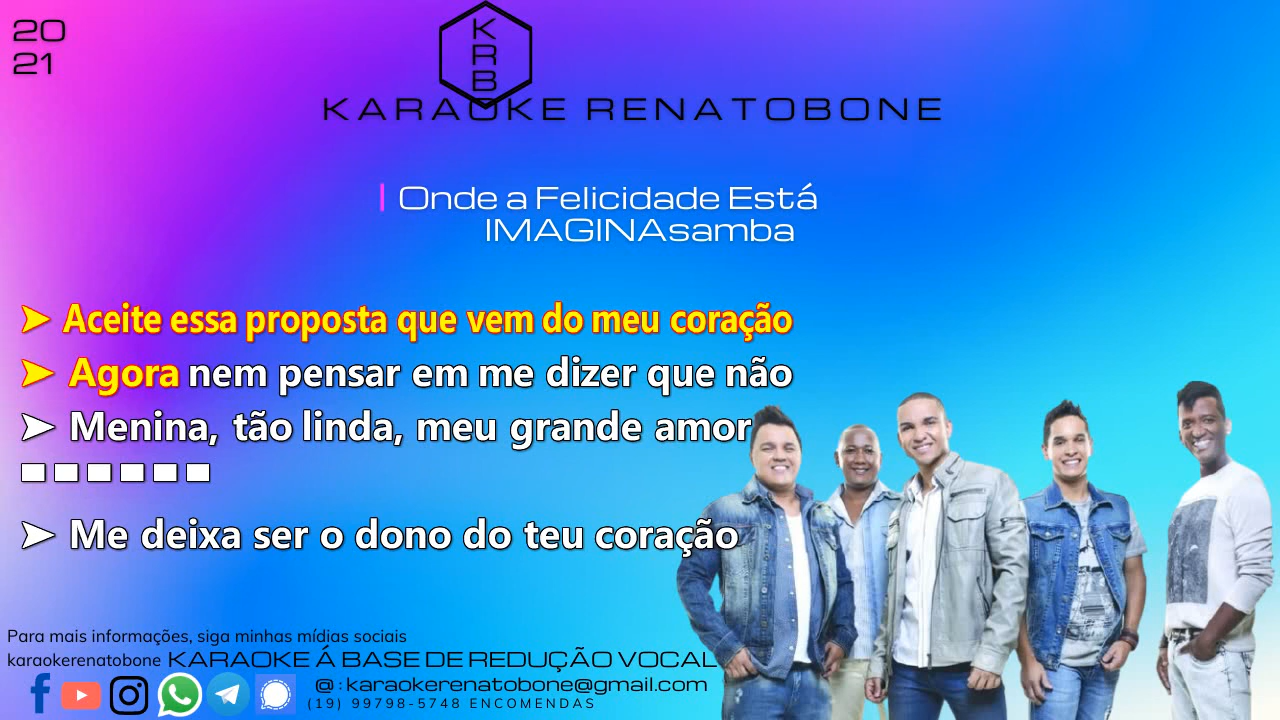 20
21
K
R
B
KARAOKE RENATOBONE
| Onde a Felicidade Está
IMAGINAsamba
➤ Aceite essa proposta que vem do meu coração
➤ Agora nem pensar em me dizer que não
➤ Menina, tão linda, meu grande amor
➤ Me deixa ser o dono do teu coração
Para mais informações, siga minhas mídias sociais
karaokerenatobone KARAOKE Á BASE DE REDUÇÃO VOCAL
@:karaokerenatobone@gmail.com
(19) 99798-5748 ENCOMENDAS